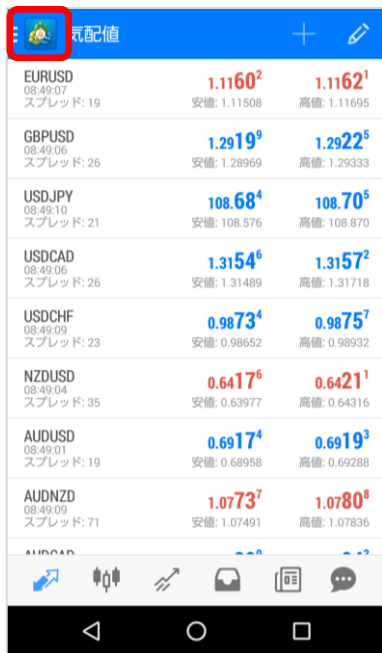 気配値
EURUSD
1.1160² 1.1162¹
08:49:07
スプレッド: 19 安値: 1.11508 高値: 1.11695
GBPUSD
1.2919⁹ 1.2922⁵
08:49:06
スプレッド: 26 安値: 1.28969 高値: 1.29333
USDJPY
108.68⁴ 108.70⁵
08:49:10
スプレッド: 21 安値: 108.576 高値: 108.870
USDCAD
1.3154⁶ 1.3157²
08:49:06
スプレッド: 26 安値: 1.31489 高値: 1.31718
USDCHF
0.9873⁴ 0.9875⁷
08:49:09
スプレッド: 23 安値: 0.98652 高値: 0.98932
NZDUSD
0.6417⁶ 0.6421¹
08:49:04
スプレッド: 35 安値: 0.63977 高値: 0.64316
AUDUSD
0.6917⁴ 0.6919³
08:49:01
スプレッド: 19 安値: 0.68958 高値: 0.69288
AUDNZD
1.0773⁷ 1.0780⁸
08:49:09
スプレッド: 71 安値: 1.07491 高値: 1.07836